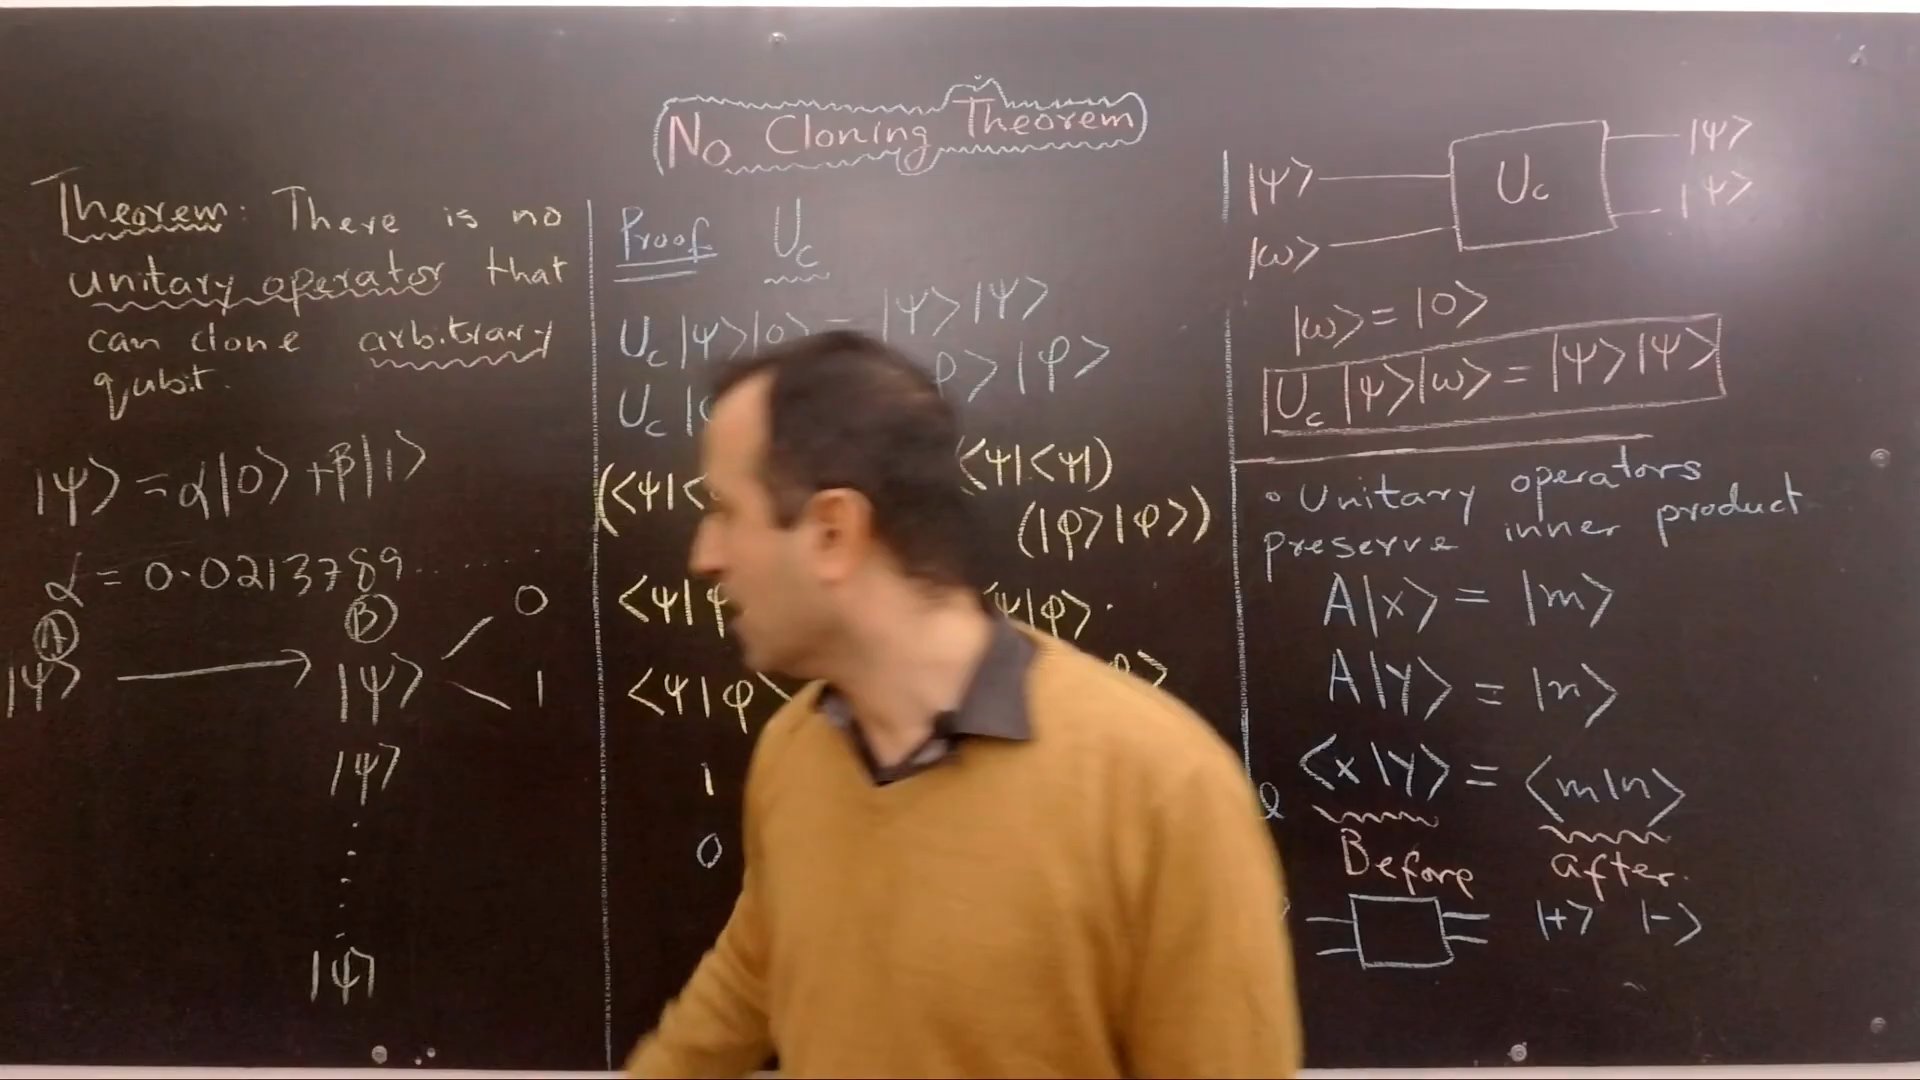 No Cloning Theorem
Theorem: There is no
unitary operator that
can clone arbitrary
qubit.
|ψ> = α|0> + β|1>
α = 0.0213789.......
A
B
0
|ψ>
|ψ>
1
|ψ>
|ψ>
Proof Uc
Uc |ψ>|0> = |ψ>|ψ>
Uc |φ>|φ>
(<ψ|< (<ψ|<ψ|)
(|φ>|φ>))
<ψ|φ <ψ|φ>.
<ψ|φ> φ>
1
0
|ψ> Uc |ψ>
|ω> |ψ>
|ω> = |0>
Uc |ψ>|ω> = |ψ>|ψ>
Unitary operators
preserve inner product
A|x> = |m>
A|y> = |n>
<x|y> = <m|n>
Before after.
|+> |->